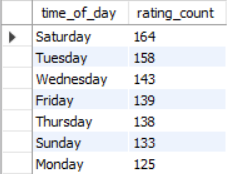 time_of_day rating_count
Saturday 164
Tuesday 158
Wednesday 143
Friday 139
Thursday 138
Sunday 133
Monday 125